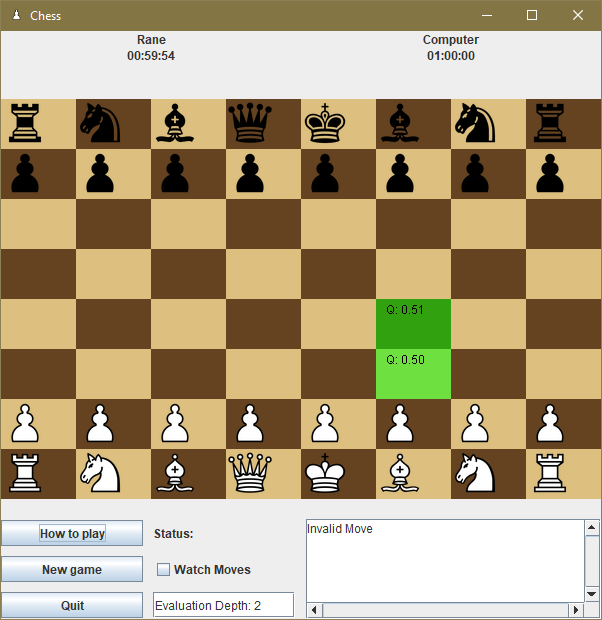 Chess
Rane
00:59:54
Computer
01:00:00
Q: 0.51
Q: 0.50
How to play
Status:
Invalid Move
New game
Watch Moves
Quit
Evaluation Depth: 2